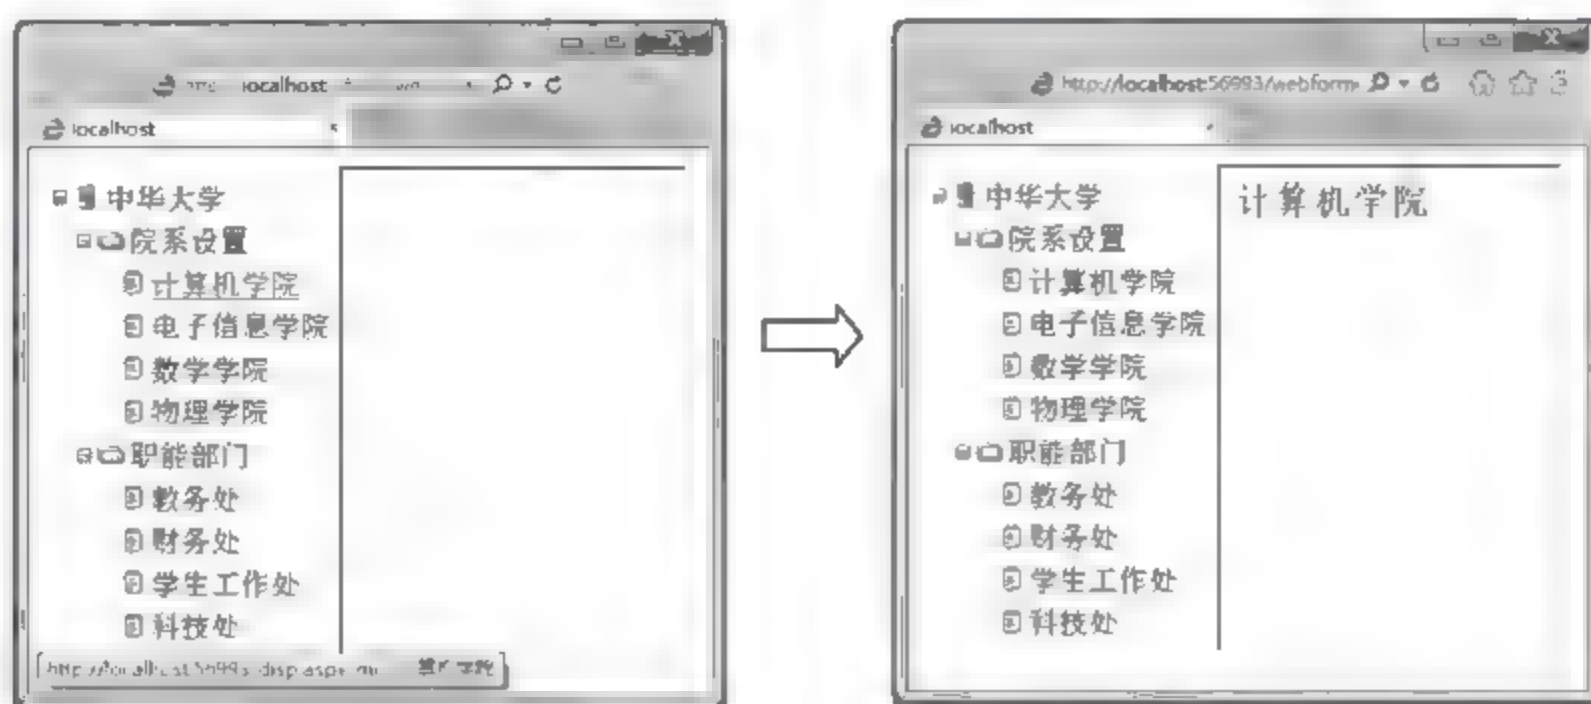 localhost
localhost
中华大学
院系设置
计算机学院
电子信息学院
数学学院
物理学院
职能部门
教务处
财务处
学生工作处
科技处
http://localhost:56993/webform
localhost
中华大学
计算机学院
院系设置
计算机学院
电子信息学院
数学学院
物理学院
职能部门
教务处
财务处
学生工作处
科技处